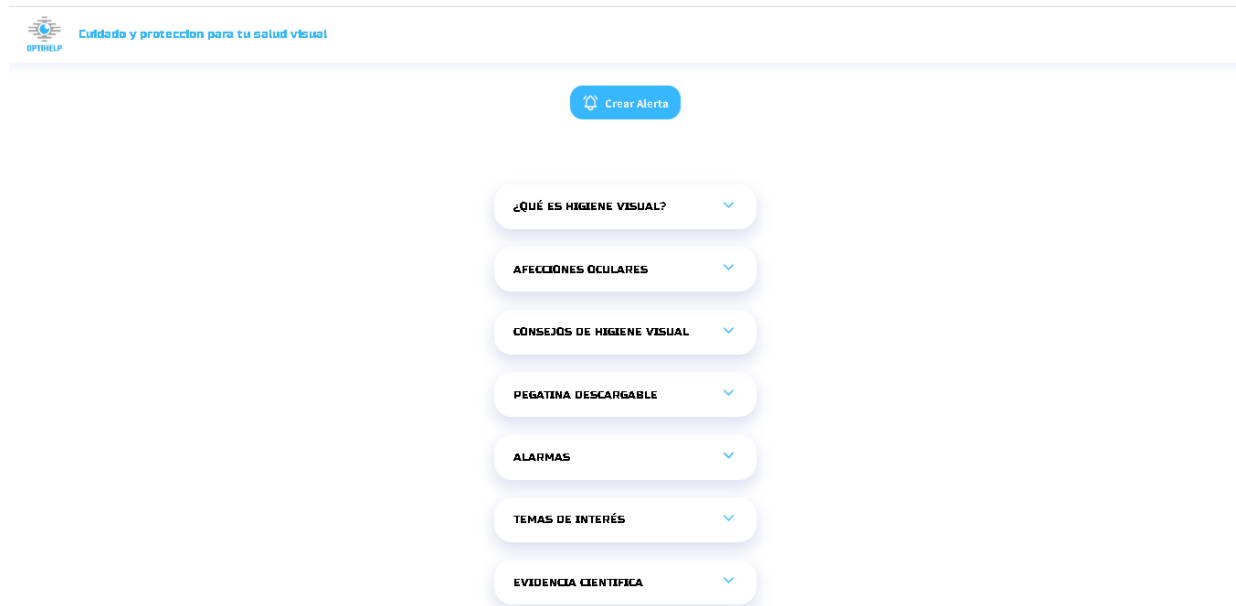 OPTIHELP
Cuidado y proteccion para tu salud visual
Crear Alerta
¿QUÉ ES HIGIENE VISUAL?
AFECCIONES OCULARES
CONSEJOS DE HIGIENE VISUAL
PEGATINA DESCARGABLE
ALARMAS
TEMAS DE INTERÉS
EVIDENCIA CIENTIFICA